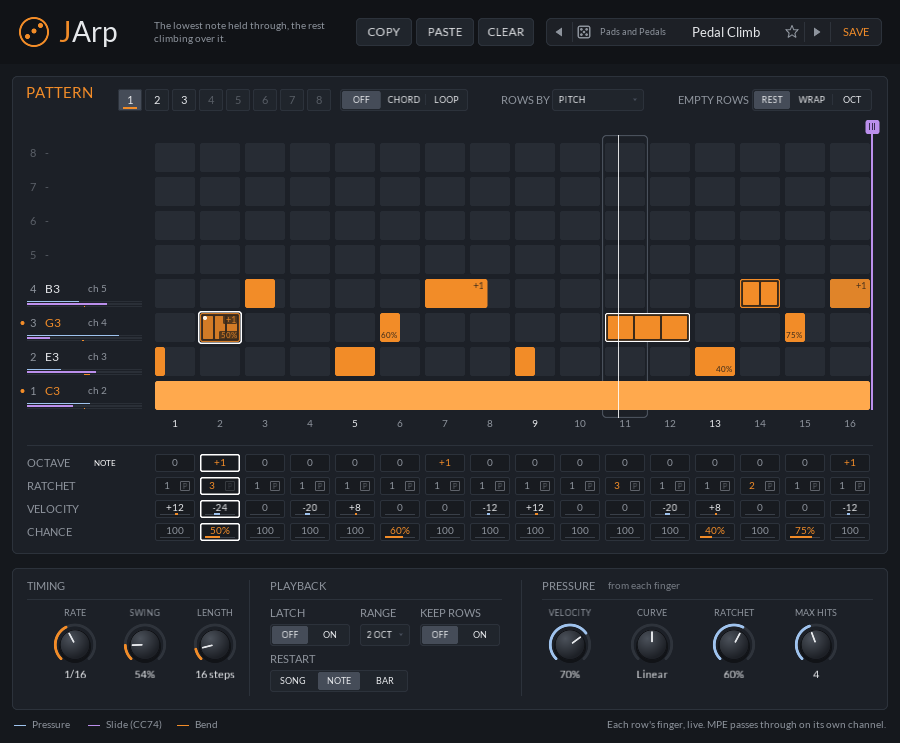 JArp
The lowest note held through, the rest
climbing over it.
COPY PASTE CLEAR
Pads and Pedals Pedal Climb SAVE
PATTERN 1 2 3 4 5 6 7 8 OFF CHORD LOOP ROWS BY PITCH EMPTY ROWS REST WRAP OCT
8 -
7 -
6 -
5 -
4 B3 ch 5 +1 +1
3 G3 ch 4 +1 50% 60% 75%
2 E3 ch 3 40%
1 C3 ch 2
1 2 3 4 5 6 7 8 9 10 11 12 13 14 15 16
OCTAVE NOTE 0 +1 0 0 0 0 +1 0 0 0 0 0 0 0 0 +1
RATCHET 1 P 3 P 1 P 1 P 1 P 1 P 1 P 1 P 1 P 1 P 3 P 1 P 1 P 2 P 1 P 1 P
VELOCITY +12 -24 0 -20 +8 0 0 -12 +12 0 0 -20 +8 0 0 -12
CHANCE 100 50% 100 100 100 60% 100 100 100 100 100 100 40% 100 75% 100
TIMING PLAYBACK PRESSURE from each finger
RATE SWING LENGTH LATCH RANGE KEEP ROWS VELOCITY CURVE RATCHET MAX HITS
OFF ON 2 OCT OFF ON
RESTART
1/16 54% 16 steps SONG NOTE BAR 70% Linear 60% 4
Pressure Slide (CC74) Bend Each row's finger, live. MPE passes through on its own channel.